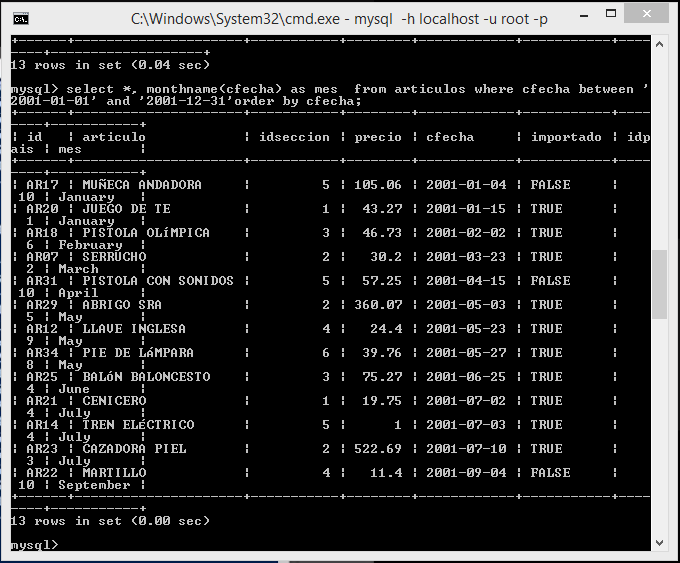 C:\Windows\System32\cmd.exe - mysql -h localhost -u root -p
+------+----------------------+-----------+--------+------------+-----------+----
----+-------------------+
13 rows in set (0.04 sec)
mysql> select *, monthname(cfecha) as mes  from articulos where cfecha between '
2001-01-01' and '2001-12-31'order by cfecha;
+------+--------------------+-----------+--------+------------+-----------+----
----+-----------+
¦ id   ¦ articulo           ¦ idseccion ¦ precio ¦ cfecha     ¦ importado ¦ idp
ais ¦ mes       ¦
+------+--------------------+-----------+--------+------------+-----------+----
----+-----------+
¦ AR17 ¦ MUÑECA ANDADORA    ¦         5 ¦ 105.06 ¦ 2001-01-04 ¦ FALSE     ¦
 10 ¦ January   ¦
¦ AR20 ¦ JUEGO DE TE        ¦         1 ¦  43.27 ¦ 2001-01-15 ¦ TRUE      ¦
  1 ¦ January   ¦
¦ AR18 ¦ PISTOLA OLíMPICA   ¦         3 ¦  46.73 ¦ 2001-02-02 ¦ TRUE      ¦
  6 ¦ February  ¦
¦ AR07 ¦ SERRUCHO           ¦         2 ¦   30.2 ¦ 2001-03-23 ¦ TRUE      ¦
  2 ¦ March     ¦
¦ AR31 ¦ PISTOLA CON SONIDOS ¦         5 ¦  57.25 ¦ 2001-04-15 ¦ FALSE     ¦
 10 ¦ April     ¦
¦ AR29 ¦ ABRIGO SRA         ¦         2 ¦ 360.07 ¦ 2001-05-03 ¦ TRUE      ¦
  5 ¦ May       ¦
¦ AR12 ¦ LLAVE INGLESA      ¦         4 ¦   24.4 ¦ 2001-05-23 ¦ TRUE      ¦
  9 ¦ May       ¦
¦ AR34 ¦ PIE DE LáMPARA     ¦         6 ¦  39.76 ¦ 2001-05-27 ¦ TRUE      ¦
  8 ¦ May       ¦
¦ AR25 ¦ BALóN BALONCESTO   ¦         3 ¦  75.27 ¦ 2001-06-25 ¦ TRUE      ¦
  4 ¦ June      ¦
¦ AR21 ¦ CENICERO           ¦         1 ¦  19.75 ¦ 2001-07-02 ¦ TRUE      ¦
  4 ¦ July      ¦
¦ AR14 ¦ TREN ELéCTRICO     ¦         5 ¦      1 ¦ 2001-07-03 ¦ TRUE      ¦
  4 ¦ July      ¦
¦ AR23 ¦ CAZADORA PIEL      ¦         2 ¦ 522.69 ¦ 2001-07-10 ¦ TRUE      ¦
  3 ¦ July      ¦
¦ AR22 ¦ MARTILLO           ¦         4 ¦   11.4 ¦ 2001-09-04 ¦ FALSE     ¦
 10 ¦ September ¦
+------+--------------------+-----------+--------+------------+-----------+----
----+-----------+
13 rows in set (0.00 sec)
mysql>